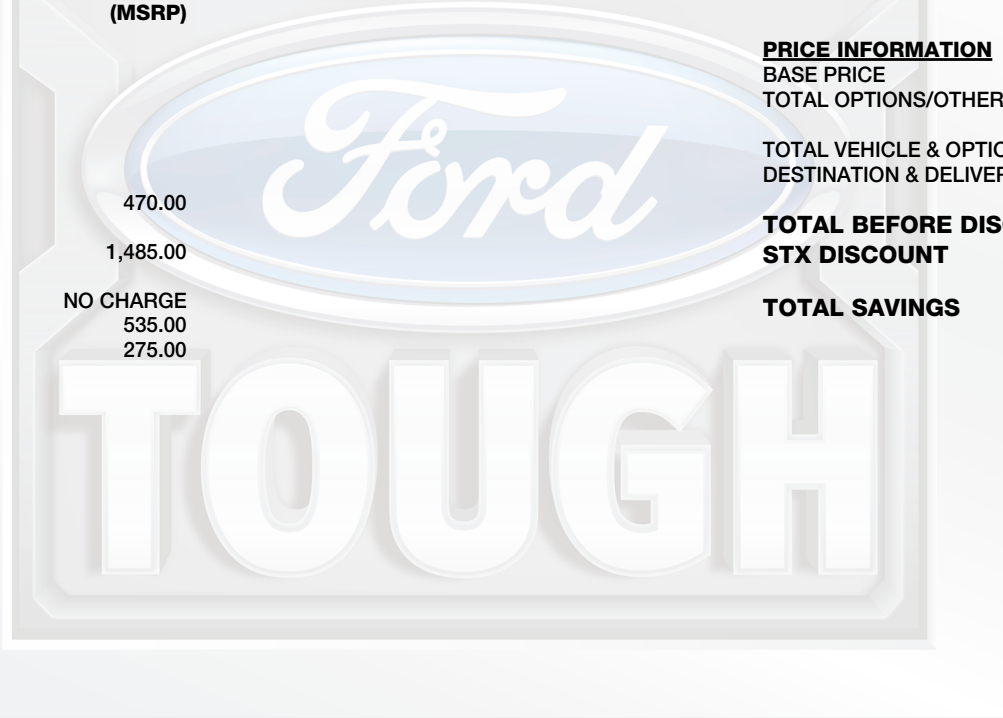 (MSRP)
470.00
1,485.00
NO CHARGE
535.00
275.00
PRICE INFORMATION
BASE PRICE
TOTAL OPTIONS/OTHER
TOTAL VEHICLE & OPTIO
DESTINATION & DELIVER
TOTAL BEFORE DISC
STX DISCOUNT
TOTAL SAVINGS
Ford
TOUGH